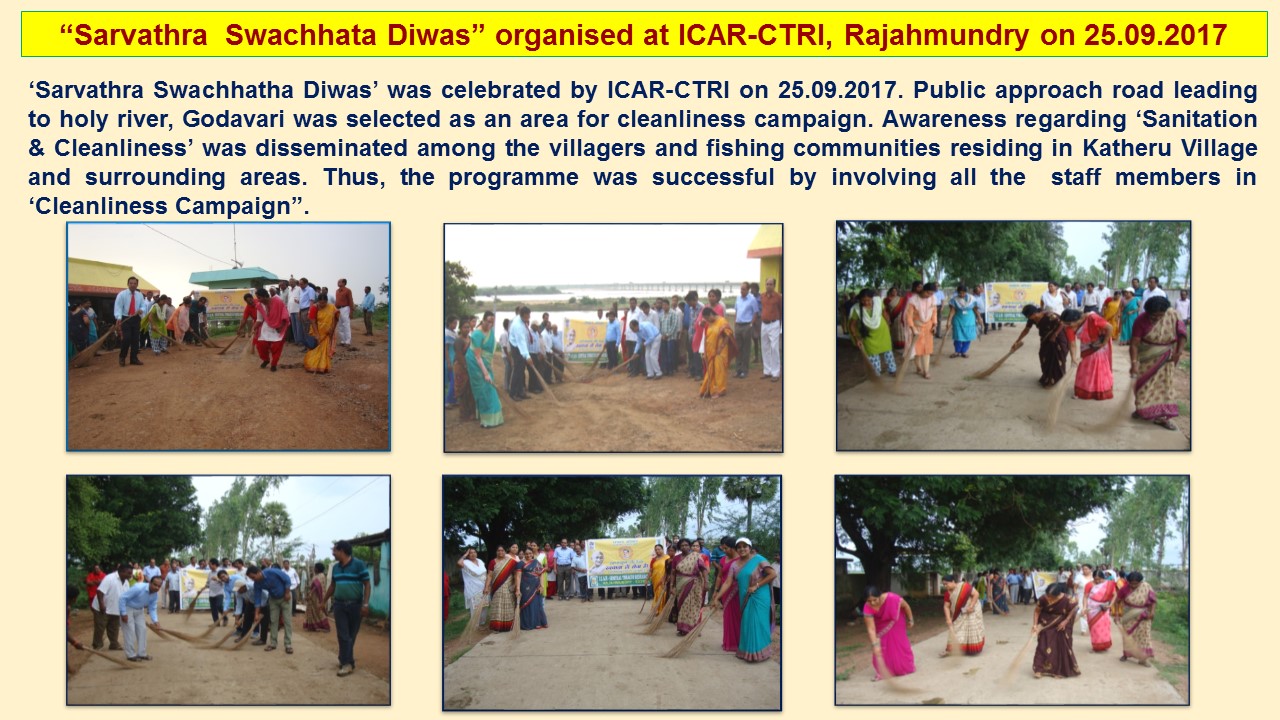 “Sarvathra  Swachhata Diwas” organised at ICAR-CTRI, Rajahmundry on 25.09.2017
‘Sarvathra Swachhatha Diwas’ was celebrated by ICAR-CTRI on 25.09.2017. Public approach road leading
to holy river, Godavari was selected as an area for cleanliness campaign. Awareness regarding ‘Sanitation
& Cleanliness’ was disseminated among the villagers and fishing communities residing in Katheru Village
and surrounding areas. Thus, the programme was successful by involving all the  staff members in
‘Cleanliness Campaign”.